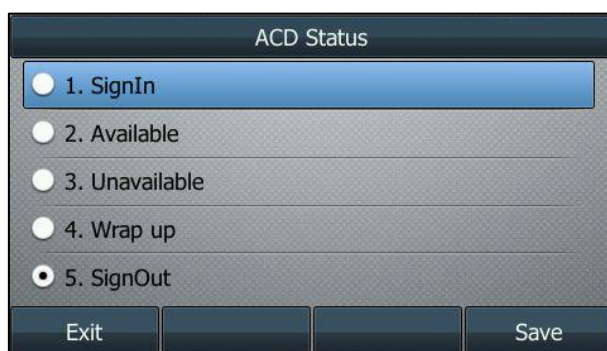 ACD Status
1. SignIn
2. Available
3. Unavailable
4. Wrap up
5. SignOut
Exit Save